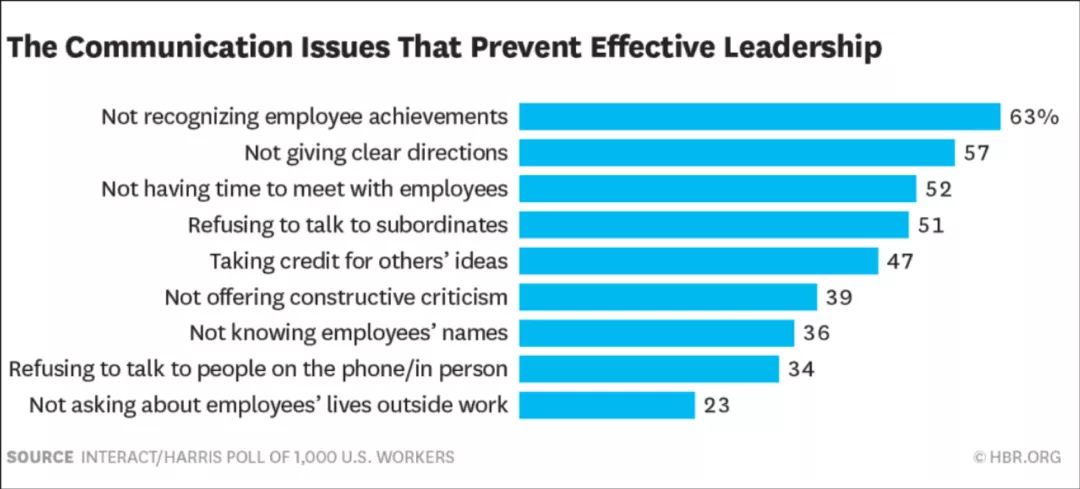 The Communication Issues That Prevent Effective Leadership
Not recognizing employee achievements 63%
Not giving clear directions 57
Not having time to meet with employees 52
Refusing to talk to subordinates 51
Taking credit for others’ ideas 47
Not offering constructive criticism 39
Not knowing employees’ names 36
Refusing to talk to people on the phone/in person 34
Not asking about employees’ lives outside work 23
SOURCE INTERACT/HARRIS POLL OF 1,000 U.S. WORKERS © HBR.ORG